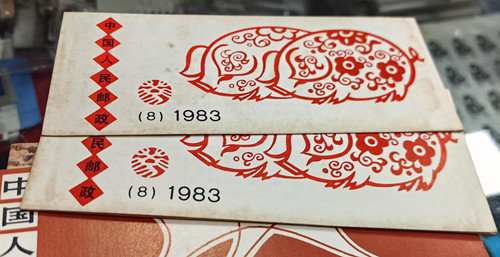 中国人民邮政
(8) 1983
民邮政
(8) 1983
中国人